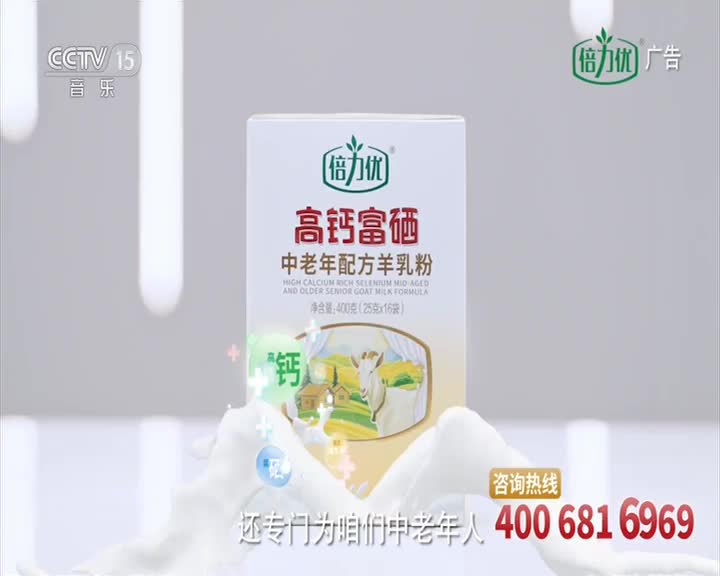 CCTV 15
音乐
倍力优® 广告
倍力优®
高钙富硒
中老年配方羊乳粉
HIGH CALCIUM RICH SELENIUM MID-AGED
AND OLDER SENIOR GOAT MILK FORMULA
净含量:400克（25克x16袋）
高钙
硒
咨询热线
还专门为咱们中老年人
400 681 6969